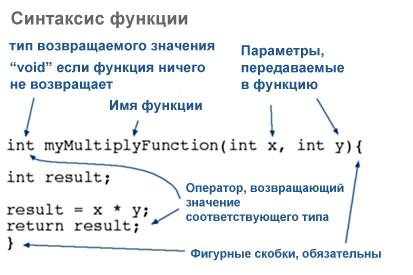 Синтаксис функции
тип возвращаемого значения
“void” если функция ничего
не возвращает
Параметры,
передаваемые
в функцию
Имя функции
int myMultiplyFunction(int x, int y){
int result;
Оператор, возвращающий
значение
соответствующего типа
result = x * y;
return result;
}
Фигурные скобки, обязательны